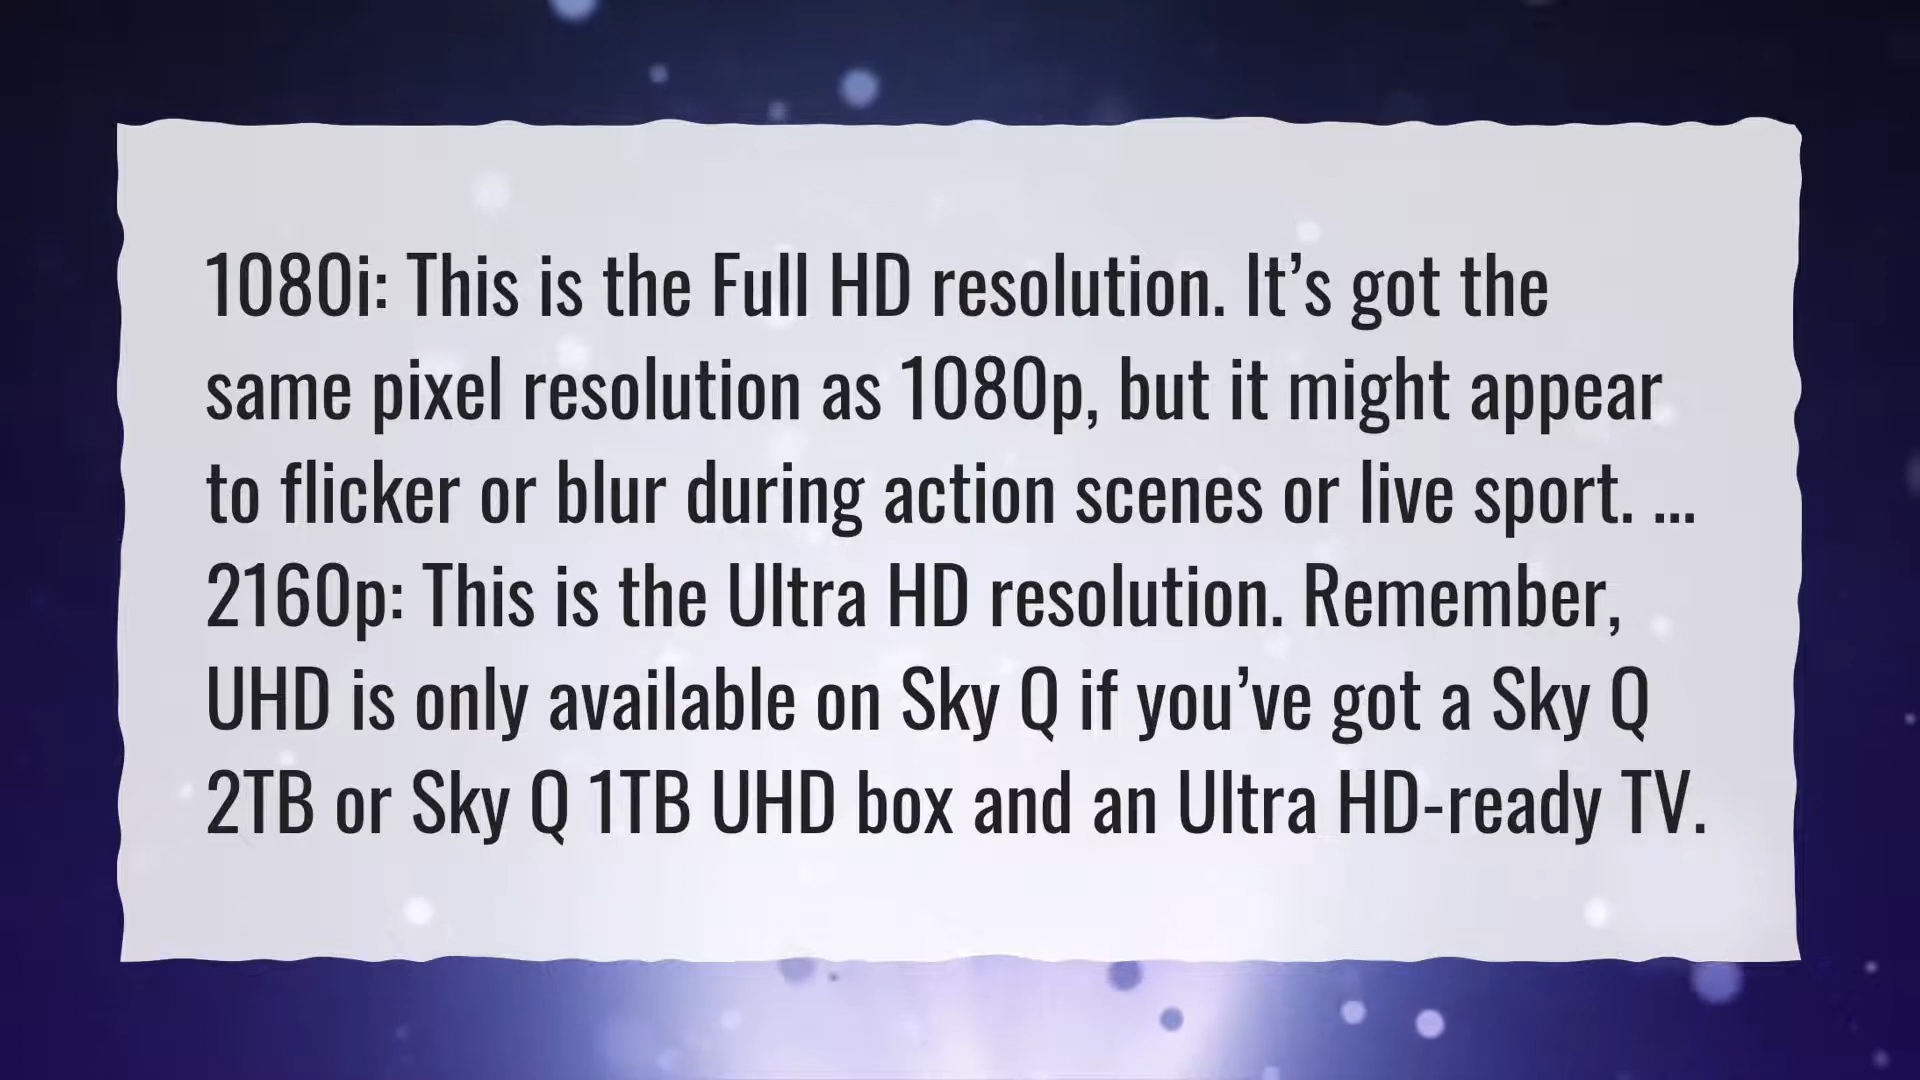 1080i: This is the Full HD resolution. It’s got the
same pixel resolution as 1080p, but it might appear
to flicker or blur during action scenes or live sport. ...
2160p: This is the Ultra HD resolution. Remember,
UHD is only available on Sky Q if you’ve got a Sky Q
2TB or Sky Q 1TB UHD box and an Ultra HD-ready TV.